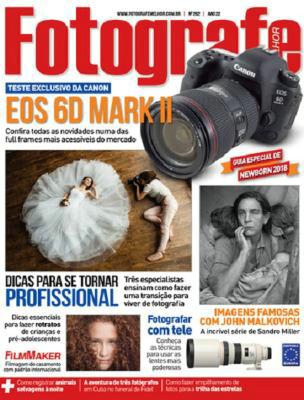 WWW.FOTOGRAFEMELHOR.COM.BR | Nº 252 | ANO 22
Fotografe
MELHOR
TESTE EXCLUSIVO DA CANON
EOS 6D MARK II
Confira todas as novidades numa das
full frames mais acessíveis do mercado
Canon
EOS
6D
GUIA ESPECIAL DE
NEWBORN 2018
DICAS PARA SE TORNAR
PROFISSIONAL
Três especialistas
ensinam como fazer
uma transição para
viver de fotografia
IMAGENS FAMOSAS
COM JOHN MALKOVICH
A incrível série de Sandro Miller
Dicas essenciais
para fazer retratos
de crianças e
pré-adolescentes
FILMMAKER
Filmagem de casamento
com padrão internacional
Fotografar
com tele
Conheça
as técnicas
para usar as
lentes mais
poderosas
EUROPA
+ Como registrar animais
selvagens à noite
A aventura de três fotógrafos
em Cuba no funeral de Fidel
Como fazer empilhamento de
fotos para a trilha das estrelas